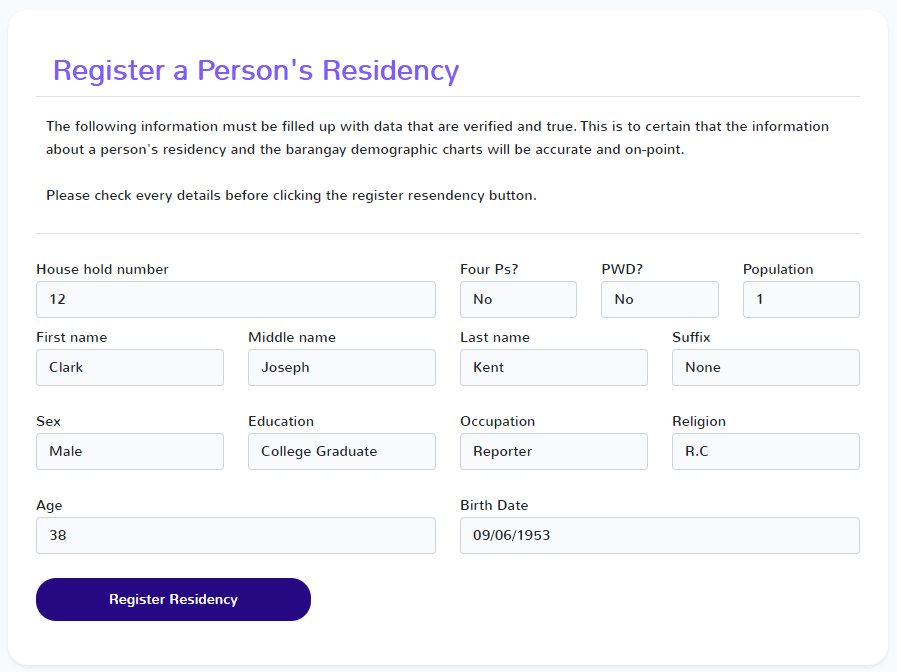 Register a Person's Residency
The following information must be filled up with data that are verified and true. This is to certain that the information
about a person's residency and the barangay demographic charts will be accurate and on-point.
Please check every details before clicking the register resendency button.
House hold number Four Ps? PWD? Population
12 No No 1
First name Middle name Last name Suffix
Clark Joseph Kent None
Sex Education Occupation Religion
Male College Graduate Reporter R.C
Age Birth Date
38 09/06/1953
Register Residency